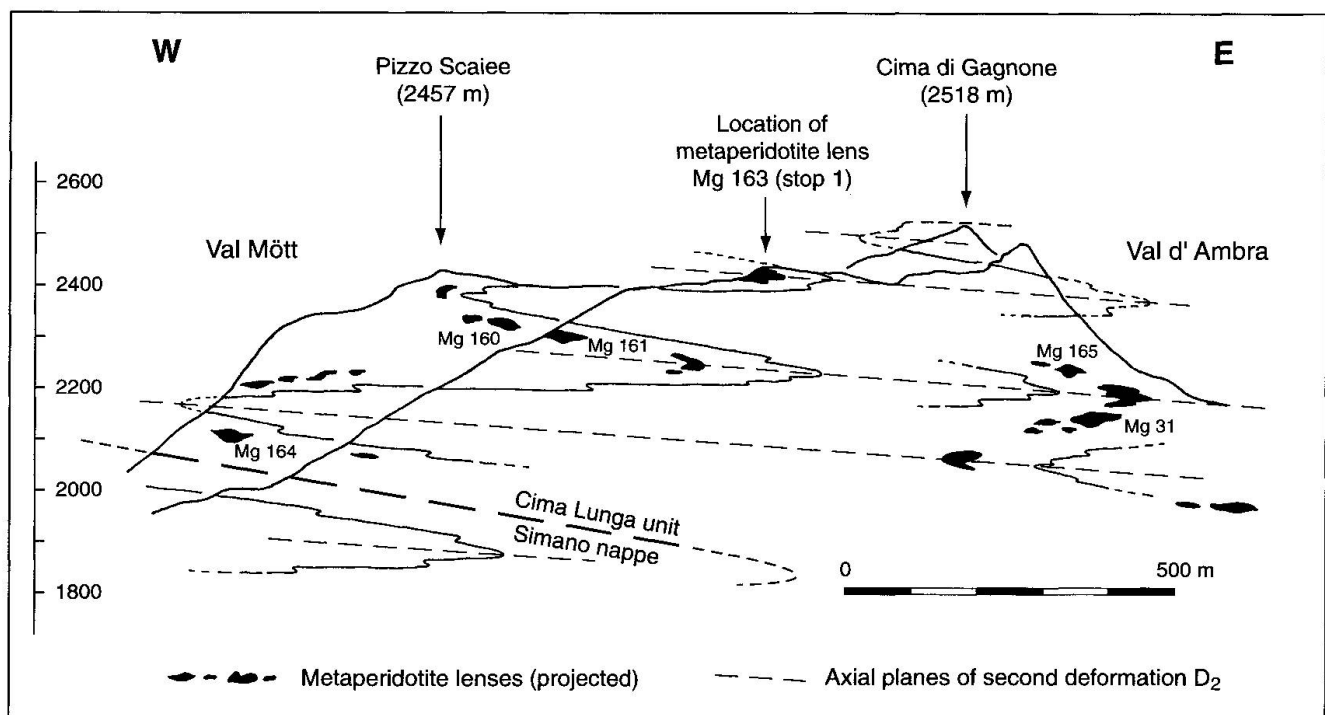 W
E
Pizzo Scaiee
(2457 m)
Cima di Gagnone
(2518 m)
Location of
metaperidotite lens
Mg 163 (stop 1)
2600
Val Mött
Val d' Ambra
2400
Mg 160
Mg 161
Mg 165
2200
Mg 31
Mg 164
2000
Cima Lunga unit
Simano nappe
1800
0
500 m
Metaperidotite lenses (projected)
Axial planes of second deformation D₂